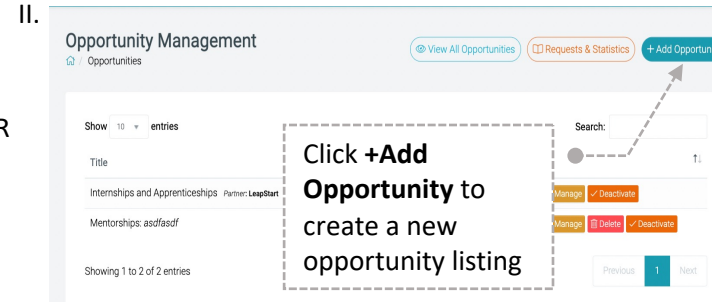 II.
Opportunity Management
/ Opportunities
View All Opportunities
Requests & Statistics
+ Add Opportun
R
Show 10 entries
Search:
Title
Internships and Apprenticeships Partner: LeapStart
Manage
Deactivate
Mentorships: asdfasdf
Manage
Delete
Deactivate
Click +Add
Opportunity to
create a new
opportunity listing
Showing 1 to 2 of 2 entries
Previous 1 Next